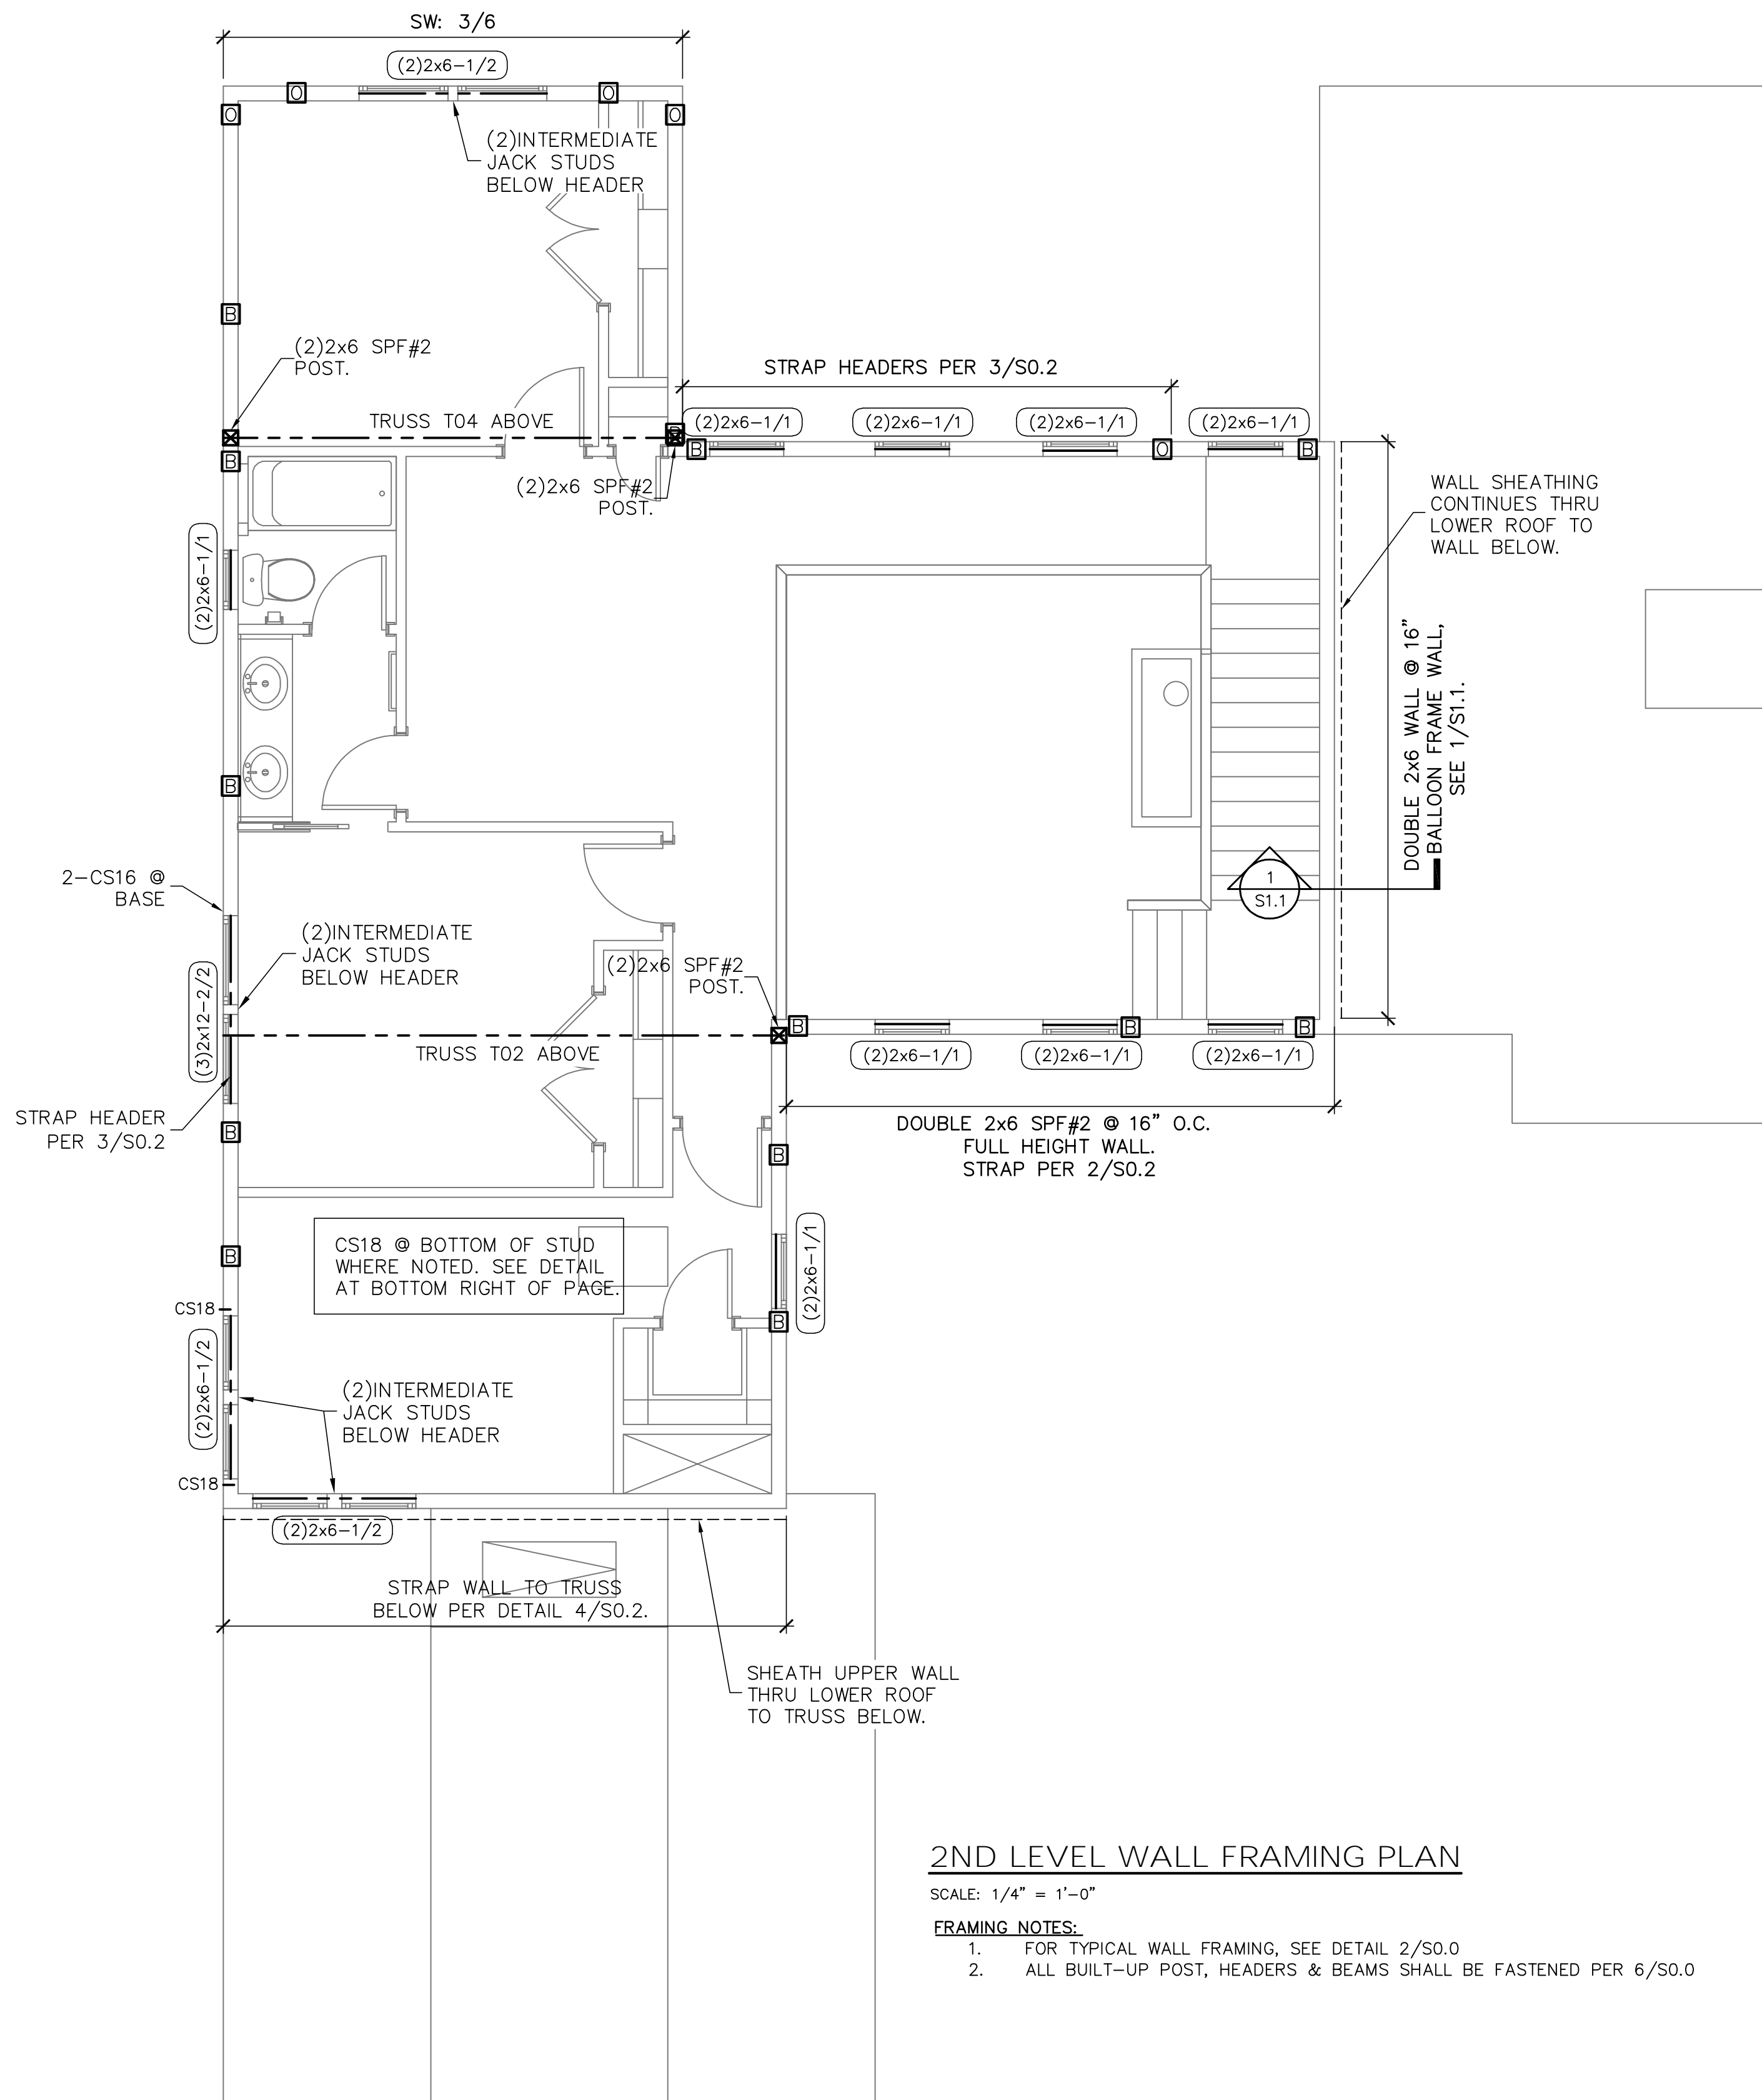 SW: 3/6
(2)2x6-1/2
O
O
O
O
(2)INTERMEDIATE
JACK STUDS
BELOW HEADER
B
(2)2x6 SPF#2
POST.
STRAP HEADERS PER 3/S0.2
TRUSS T04 ABOVE
(2)2x6-1/1
(2)2x6-1/1
(2)2x6-1/1
(2)2x6-1/1
B
B
O
B
B
(2)2x6 SPF#2
POST.
WALL SHEATHING
CONTINUES THRU
LOWER ROOF TO
WALL BELOW.
(2)2x6-1/1
DOUBLE 2x6 WALL @ 16"
BALLOON FRAME WALL,
SEE 1/S1.1.
B
2-CS16 @
BASE
1
S1.1
(2)INTERMEDIATE
JACK STUDS
BELOW HEADER
(2)2x6 SPF#2
POST.
(3)2x12-2/2
B
B
B
TRUSS T02 ABOVE
(2)2x6-1/1
(2)2x6-1/1
(2)2x6-1/1
STRAP HEADER
PER 3/S0.2
B
B
DOUBLE 2x6 SPF#2 @ 16" O.C.
FULL HEIGHT WALL.
STRAP PER 2/S0.2
B
CS18 @ BOTTOM OF STUD
WHERE NOTED. SEE DETAIL
AT BOTTOM RIGHT OF PAGE.
(2)2x6-1/1
CS18
B
(2)2x6-1/2
(2)INTERMEDIATE
JACK STUDS
BELOW HEADER
CS18
(2)2x6-1/2
STRAP WALL TO TRUSS
BELOW PER DETAIL 4/S0.2.
SHEATH UPPER WALL
THRU LOWER ROOF
TO TRUSS BELOW.
2ND LEVEL WALL FRAMING PLAN
SCALE: 1/4" = 1'-0"
FRAMING NOTES:
1. FOR TYPICAL WALL FRAMING, SEE DETAIL 2/S0.0
2. ALL BUILT-UP POST, HEADERS & BEAMS SHALL BE FASTENED PER 6/S0.0